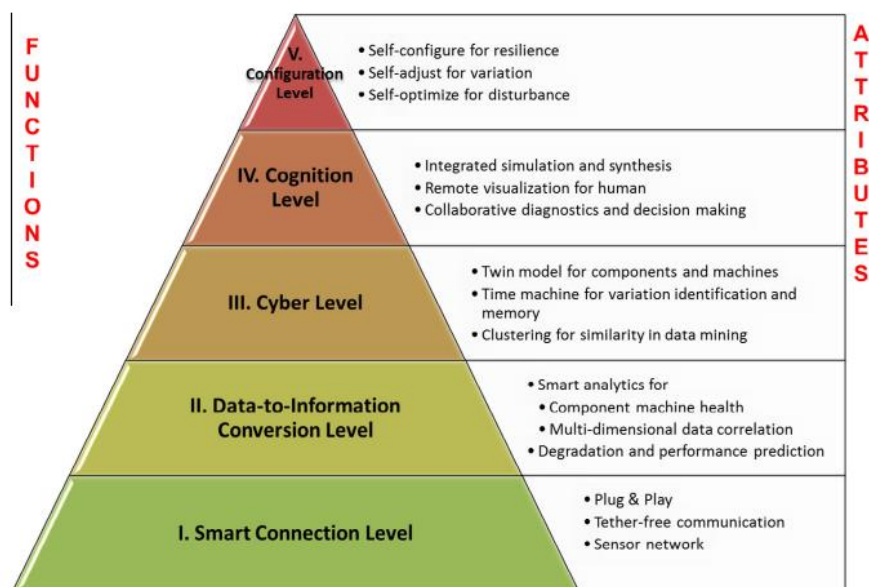 FUNCTIONS
ATTRIBUTES
V.
Configuration
Level
• Self-configure for resilience
• Self-adjust for variation
• Self-optimize for disturbance
IV. Cognition
Level
• Integrated simulation and synthesis
• Remote visualization for human
• Collaborative diagnostics and decision making
III. Cyber Level
• Twin model for components and machines
• Time machine for variation identification and
memory
• Clustering for similarity in data mining
II. Data-to-Information
Conversion Level
• Smart analytics for
• Component machine health
• Multi-dimensional data correlation
• Degradation and performance prediction
I. Smart Connection Level
• Plug & Play
• Tether-free communication
• Sensor network